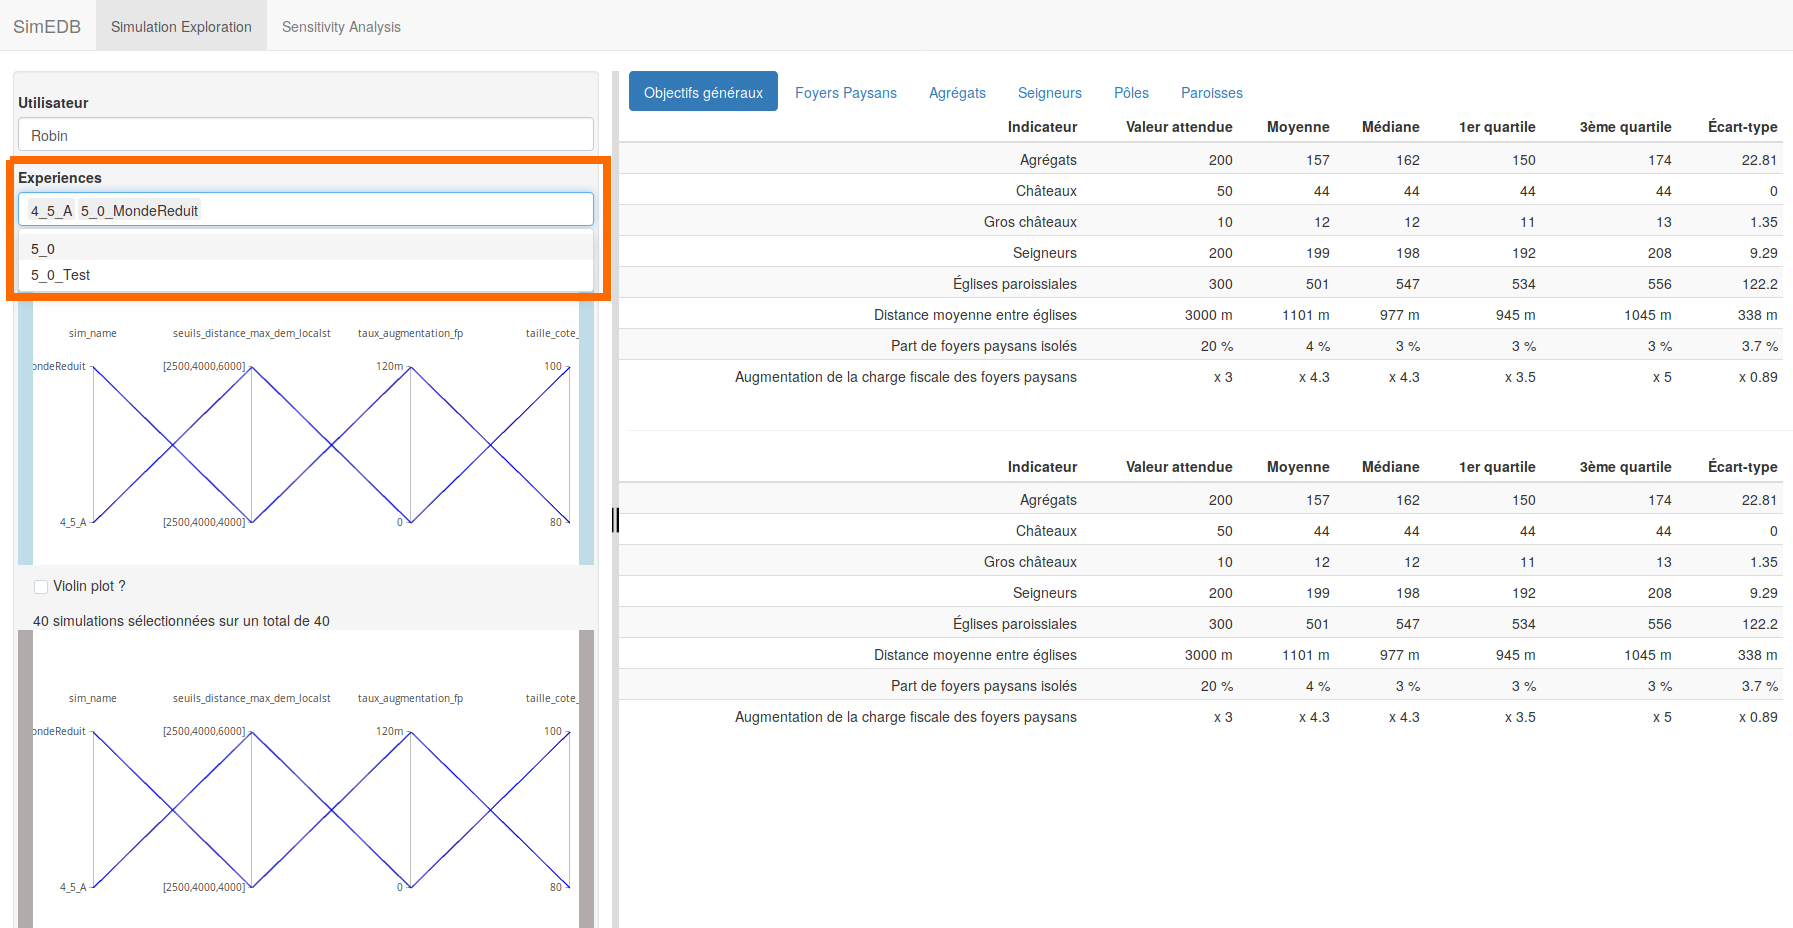 SimEDB Simulation Exploration Sensitivity Analysis
Utilisateur
Robin
Experiences
4_5_A 5_0_MondeReduit
5_0
5_0_Test
sim_name seuils_distance_max_dem_localst taux_augmentation_fp taille_cote_
ondeReduit [2500,4000,6000] 120m 100
4_5_A [2500,4000,4000] 0 80
Violin plot ?
40 simulations sélectionnées sur un total de 40
sim_name seuils_distance_max_dem_localst taux_augmentation_fp taille_cote_
ondeReduit [2500,4000,6000] 120m 100
4_5_A [2500,4000,4000] 0 80
Objectifs généraux Foyers Paysans Agrégats Seigneurs Pôles Paroisses
Indicateur Valeur attendue Moyenne Médiane 1er quartile 3ème quartile Écart-type
Agrégats 200 157 162 150 174 22.81
Châteaux 50 44 44 44 44 0
Gros châteaux 10 12 12 11 13 1.35
Seigneurs 200 199 198 192 208 9.29
Églises paroissiales 300 501 547 534 556 122.2
Distance moyenne entre églises 3000 m 1101 m 977 m 945 m 1045 m 338 m
Part de foyers paysans isolés 20 % 4 % 3 % 3 % 3 % 3.7 %
Augmentation de la charge fiscale des foyers paysans x 3 x 4.3 x 4.3 x 3.5 x 5 x 0.89
Indicateur Valeur attendue Moyenne Médiane 1er quartile 3ème quartile Écart-type
Agrégats 200 157 162 150 174 22.81
Châteaux 50 44 44 44 44 0
Gros châteaux 10 12 12 11 13 1.35
Seigneurs 200 199 198 192 208 9.29
Églises paroissiales 300 501 547 534 556 122.2
Distance moyenne entre églises 3000 m 1101 m 977 m 945 m 1045 m 338 m
Part de foyers paysans isolés 20 % 4 % 3 % 3 % 3 % 3.7 %
Augmentation de la charge fiscale des foyers paysans x 3 x 4.3 x 4.3 x 3.5 x 5 x 0.89